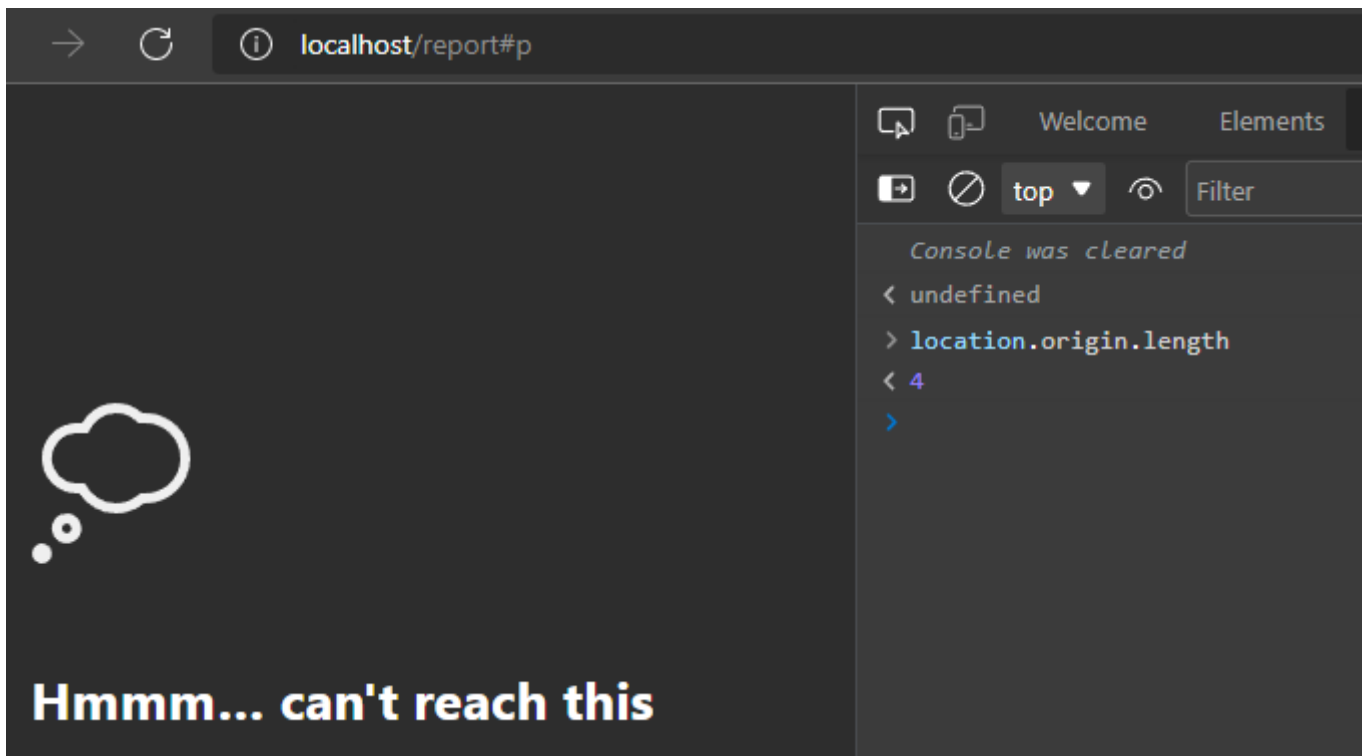 localhost/report#p
Welcome Elements
top Filter
Console was cleared
undefined
location.origin.length
4
Hmmm... can't reach this